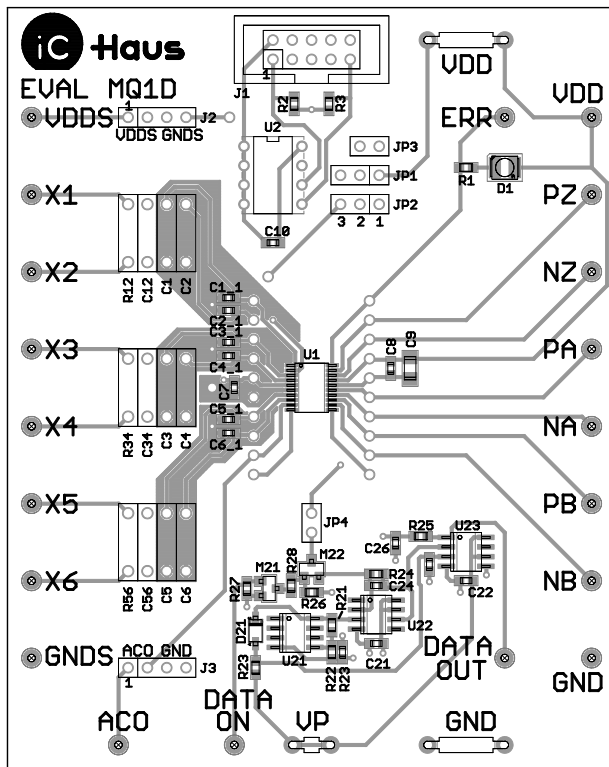 iC Haus
EVAL MQ1D
VDDS
1
VDDS GNDS
J2
J1
1
R2
R3
U2
VDD
VDD
ERR
JP3
JP1
JP2
3 2 1
R1
D1
C10
X1
PZ
X2
NZ
R12
C12
C1
C2
C1_1
C2_1
C3_1
C4_1
C7
C5_1
C6_1
U1
C8
C9
X3
PA
X4
NA
R34
C34
C3
C4
X5
PB
X6
NB
R56
C56
C5
C6
JP4
M22
M21
R28
R27
R26
R24
C24
R25
C26
U23
C22
D21
R21
U22
U21
R23
R22
R23
C21
GNDS
ACO GND
J3
1
DATA
OUT
GND
ACO
DATA
ON
VP
GND